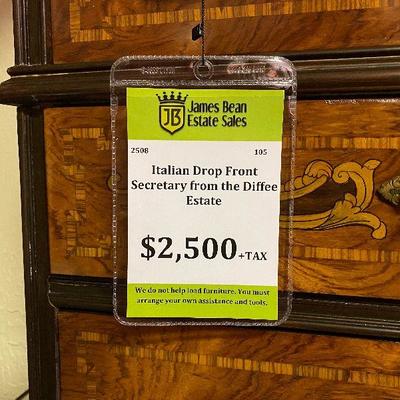 JB
James Bean
Estate Sales
2508 105
Italian Drop Front
Secretary from the Diffee
Estate
$2,500 +TAX
We do not help load furniture. You must
arrange your own assistance and tools.